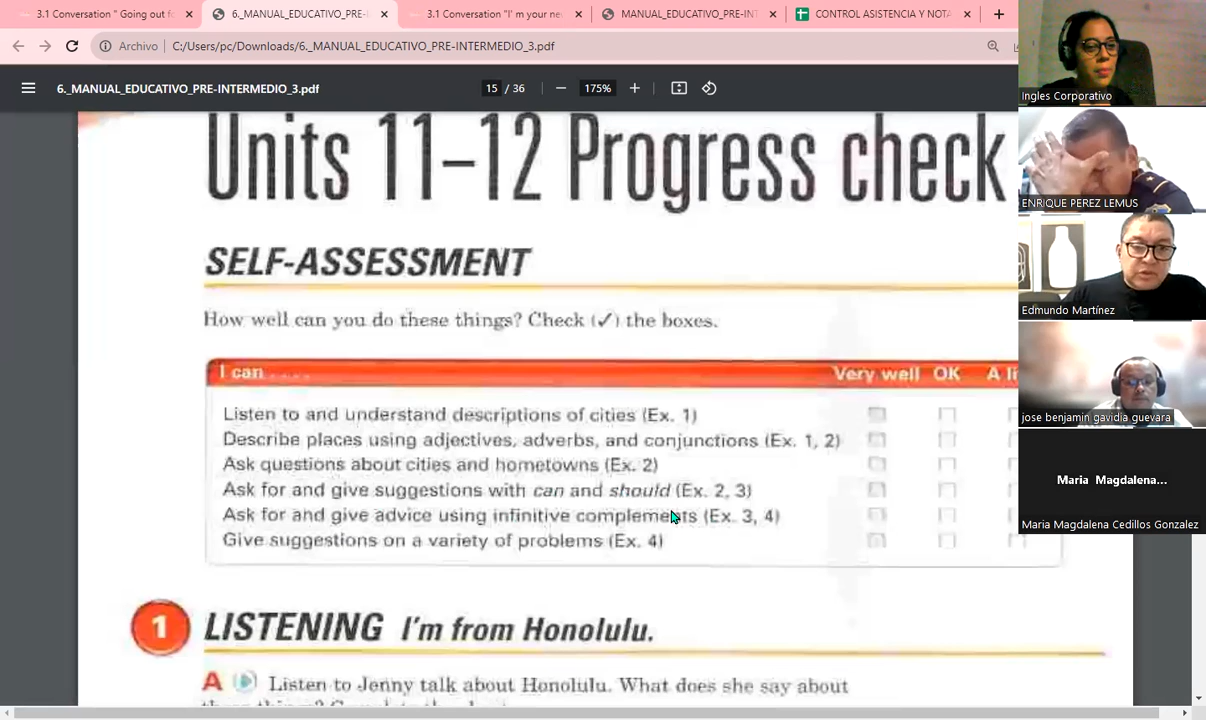 3.1 Conversation " Going out f
6._MANUAL_EDUCATIVO_PRE-
3.1 Conversation "I' m your ne
MANUAL_EDUCATIVO_PRE-INT
CONTROL ASISTENCIA Y NOTA
Archivo C:/Users/pc/Downloads/6._MANUAL_EDUCATIVO_PRE-INTERMEDIO_3.pdf
6._MANUAL_EDUCATIVO_PRE-INTERMEDIO_3.pdf 15 / 36 175%
Units 11–12 Progress check
SELF-ASSESSMENT
How well can you do these things? Check (✓) the boxes.
I can . . . . Very well OK A li
Listen to and understand descriptions of cities (Ex. 1)
Describe places using adjectives, adverbs, and conjunctions (Ex. 1, 2)
Ask questions about cities and hometowns (Ex. 2)
Ask for and give suggestions with can and should (Ex. 2, 3)
Ask for and give advice using infinitive complements (Ex. 3, 4)
Give suggestions on a variety of problems (Ex. 4)
1 LISTENING I'm from Honolulu.
A Listen to Jenny talk about Honolulu. What does she say about
Ingles Corporativo
ENRIQUE PEREZ LEMUS
Edmundo Martínez
jose benjamin gavidia guevara
Maria Magdalena...
Maria Magdalena Cedillos Gonzalez